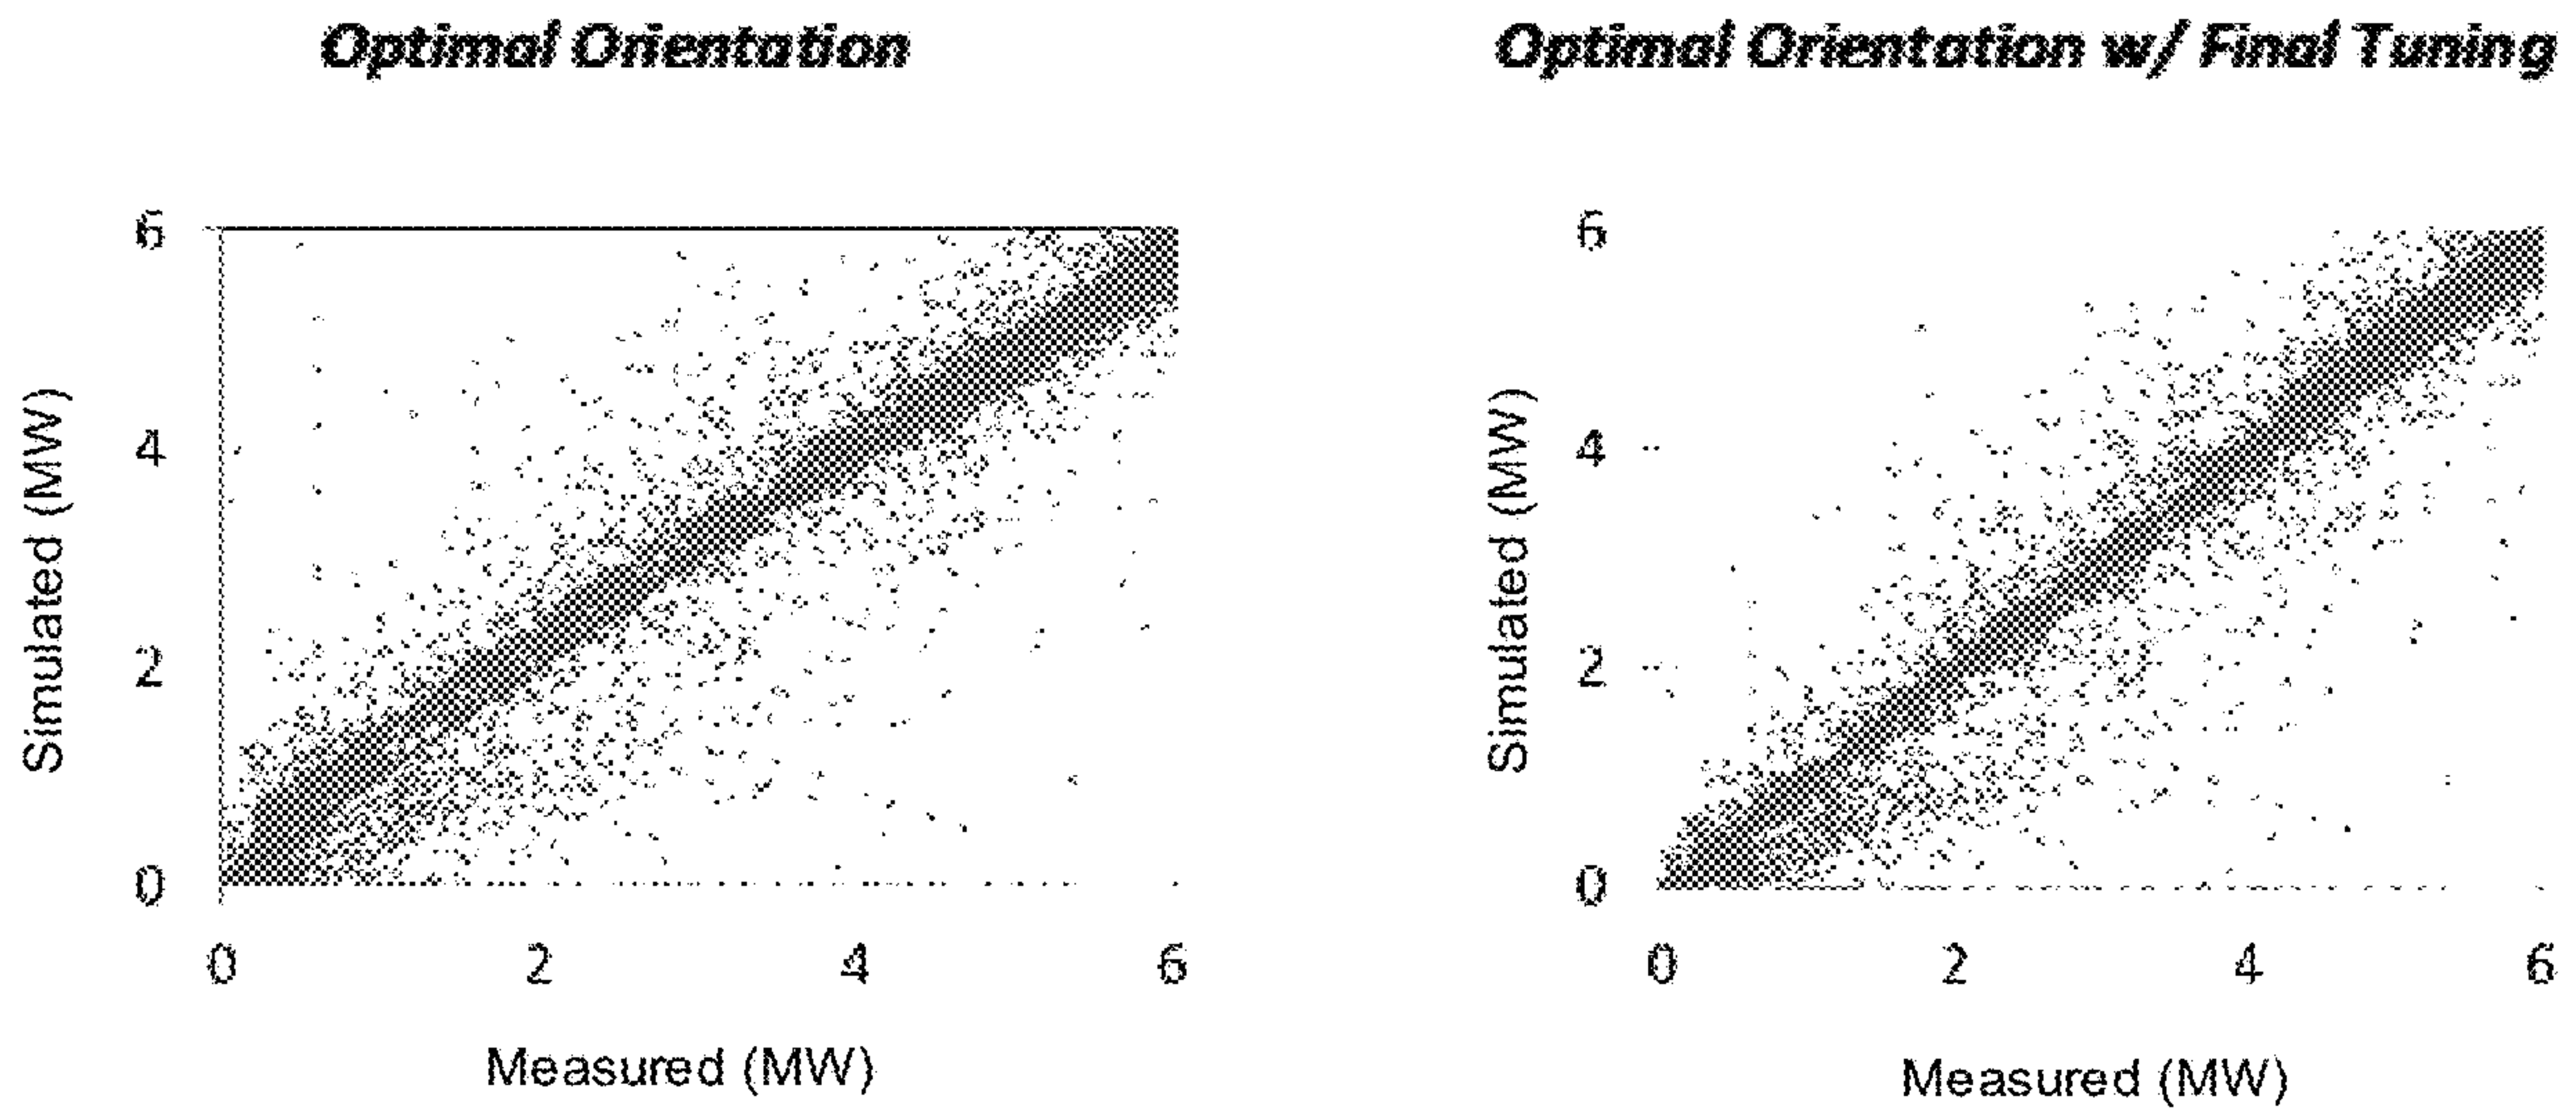 Optimal Orientation
Simulated (MW)
6
4
2
0
0 2 4 6
Measured (MW)
Optimal Orientation w/ Final Tuning
Simulated (MW)
6
4
2
0
0 2 4 6
Measured (MW)